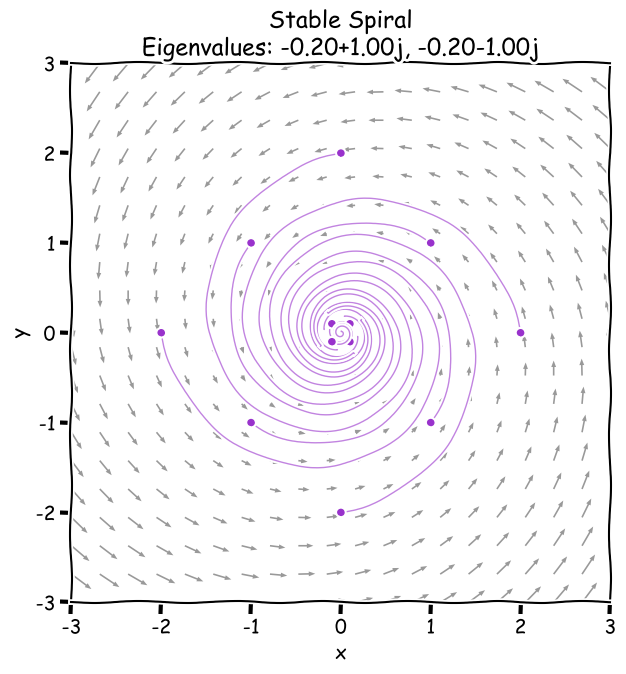 Stable Spiral
Eigenvalues: -0.20+1.00j, -0.20-1.00j
3
2
1
0
-1
-2
-3
y
-3 -2 -1 0 1 2 3
x